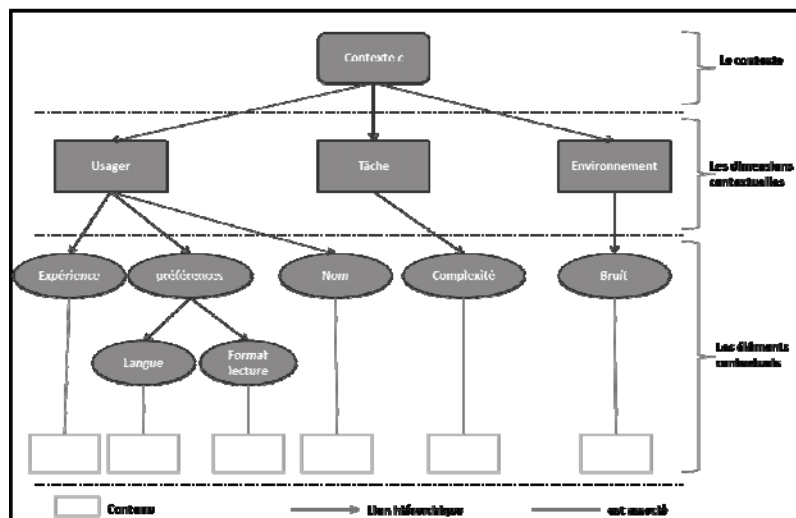 Contexte c
Le contexte
Usager
Tâche
Environnement
Les dimensions
contextuelles
Expérience
préférences
Nom
Complexité
Bruit
Langue
Format
lecture
Les éléments
contextuels
Contenu
Lien hiérarchique
est associé